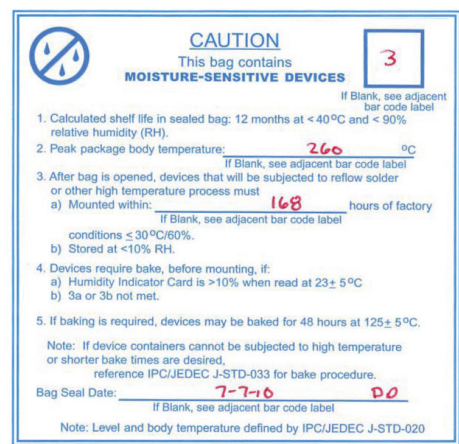 CAUTION
This bag contains
MOISTURE-SENSITIVE DEVICES
3
If Blank, see adjacent
bar code label
1. Calculated shelf life in sealed bag: 12 months at < 40°C and < 90%
relative humidity (RH).
2. Peak package body temperature: 260 °C
If Blank, see adjacent bar code label
3. After bag is opened, devices that will be subjected to reflow solder
or other high temperature process must
a) Mounted within: 168 hours of factory
If Blank, see adjacent bar code label
conditions ≤ 30°C/60%.
b) Stored at <10% RH.
4. Devices require bake, before mounting, if:
a) Humidity Indicator Card is >10% when read at 23± 5°C
b) 3a or 3b not met.
5. If baking is required, devices may be baked for 48 hours at 125± 5°C.
Note: If device containers cannot be subjected to high temperature
or shorter bake times are desired,
reference IPC/JEDEC J-STD-033 for bake procedure.
Bag Seal Date: 7-7-10 DO
If Blank, see adjacent bar code label
Note: Level and body temperature defined by IPC/JEDEC J-STD-020